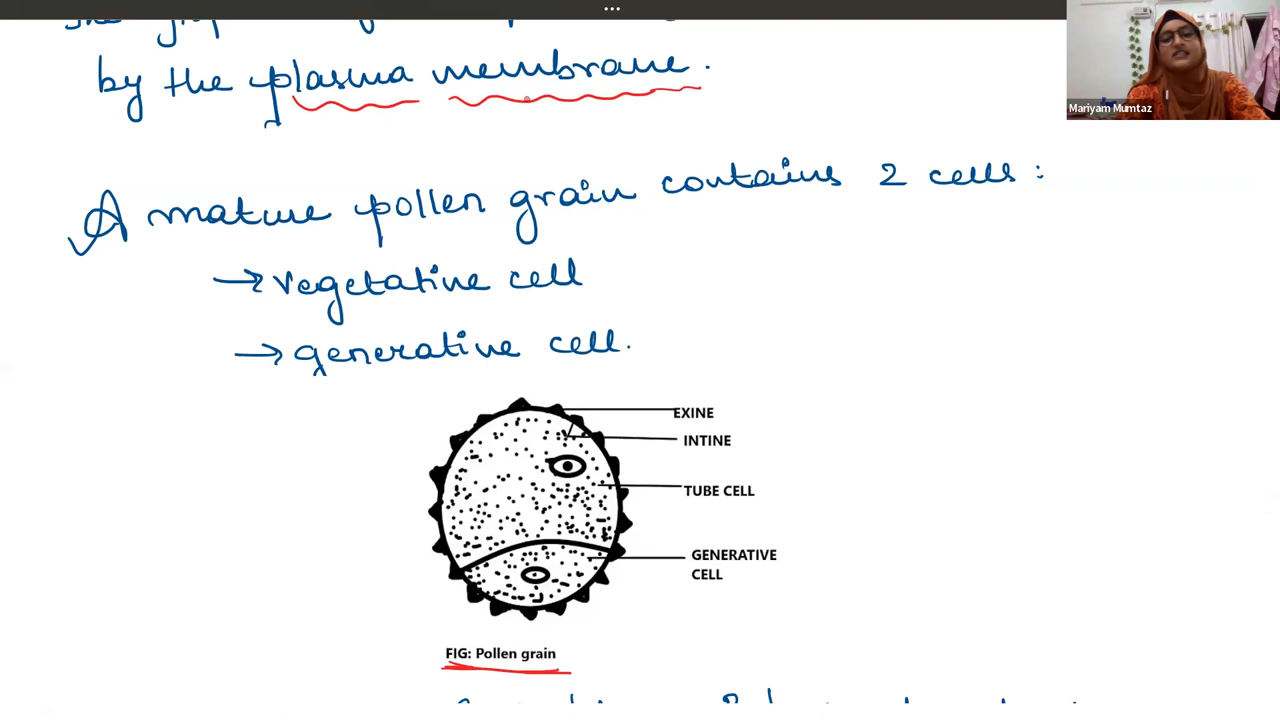 by the plasma membrane.
Mariyam Mumtaz
A mature pollen grain contains 2 cells:
→ vegetative cell
→ generative cell.
EXINE
INTINE
TUBE CELL
GENERATIVE
CELL
FIG: Pollen grain